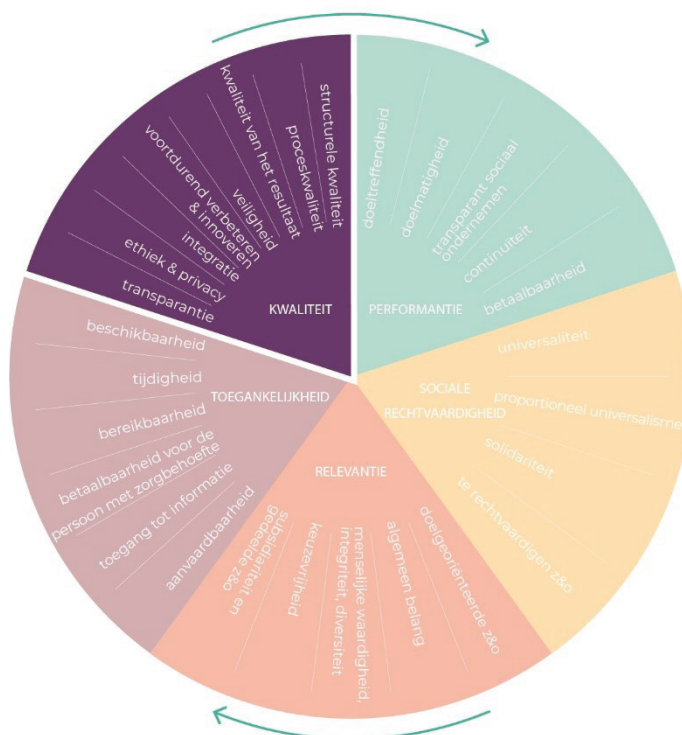 KWALITEIT
structurele kwaliteit
proceskwaliteit
kwaliteit van het resultaat
veiligheid
voortdurend verbeteren
& innoveren
integratie
ethiek & privacy
transparantie
PERFORMANTIE
doeltreffendheid
doelmatigheid
transparant sociaal
ondernemen
continuïteit
betaalbaarheid
SOCIALE
RECHTVAARDIGHEID
universaliteit
proportioneel universalisme
solidariteit
te rechtvaardigen z&o
RELEVANTIE
doelgeoriënteerde z&o
algemeen belang
menselijke waardigheid,
integriteit, diversiteit
keuzevrijheid
subsidiariteit en
gedeelde z&o
TOEGANKELIJKHEID
beschikbaarheid
tijdigheid
bereikbaarheid
betaalbaarheid voor de
persoon met zorgbehoefte
toegang tot informatie
aanvaardbaarheid